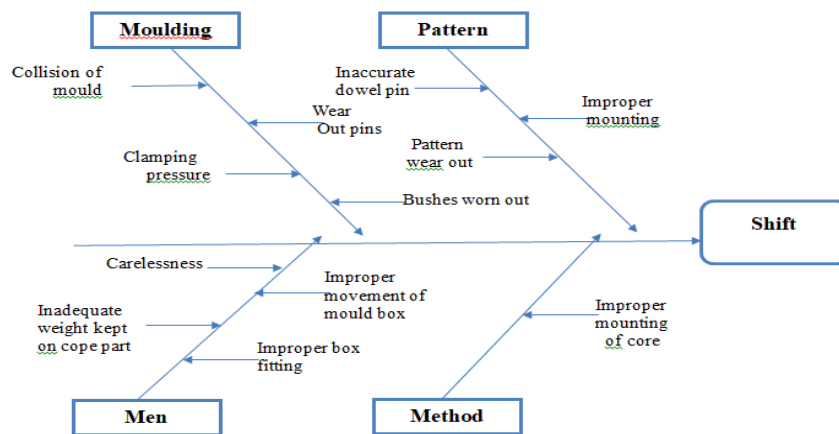 Moulding
Pattern
Collision of
mould
Wear
Out pins
Clamping
pressure
Bushes worn out
Inaccurate
dowel pin
Improper
mounting
Pattern
wear out
Shift
Carelessness
Improper
movement of
mould box
Inadequate
weight kept
on cope part
Improper box
fitting
Improper
mounting
of core
Men
Method